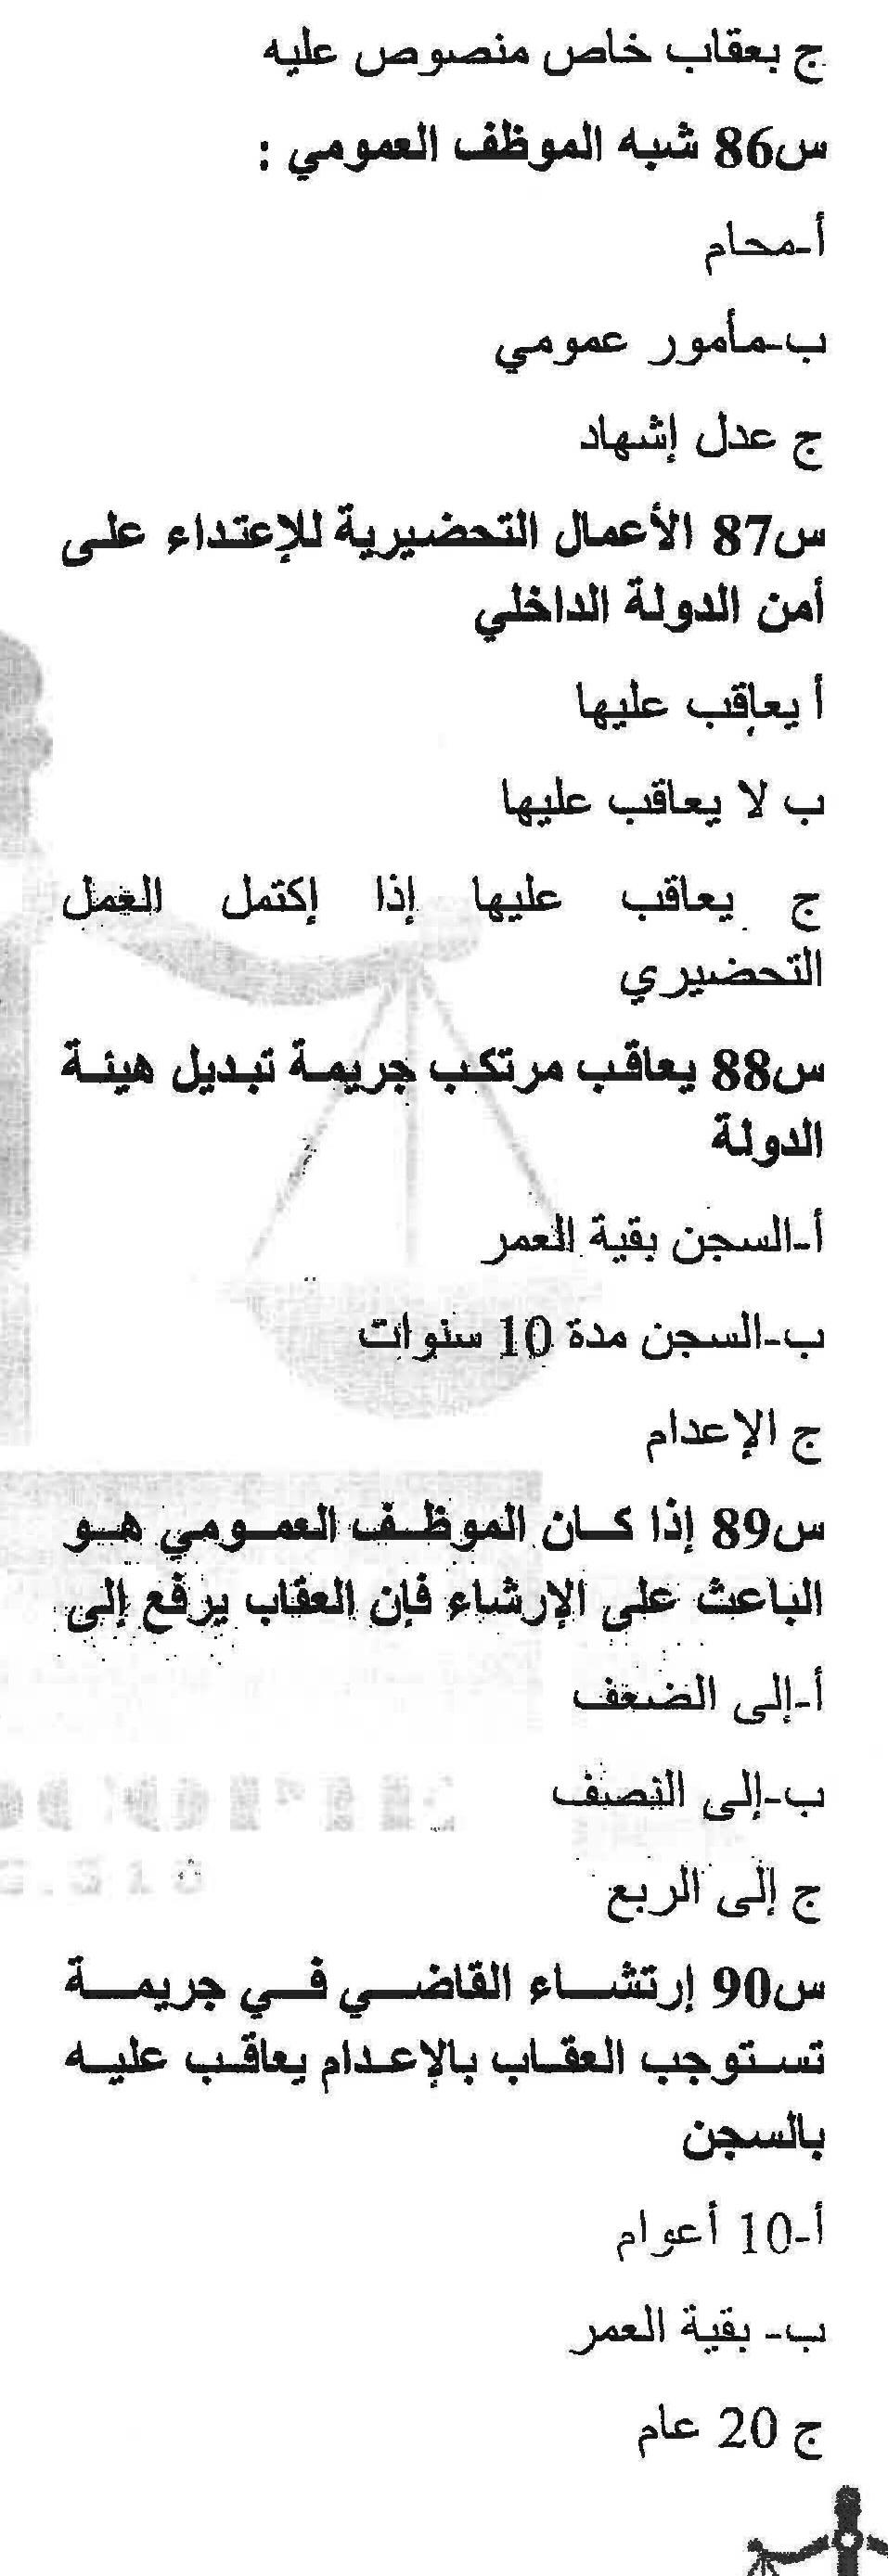 ج بعقاب خاص منصوص عليه
س86 شبه الموظف العمومي :
أ-محام
ب-مأمور عمومي
ج عدل إشهاد
س87 الأعمال التحضيرية للإعتداء على
أمن الدولة الداخلي
أ يعاقب عليها
ب لا يعاقب عليها
ج يعاقب عليها إذا إكتمل العمل
التحضيري
س88 يعاقب مرتكب جريمة تبديل هيئة
الدولة
أ-السجن بقية العمر
ب-السجن مدة 10 سنوات
ج الإعدام
س89 إذا كان الموظف العمومي هو
الباعث على الإرشاء فإن العقاب يرفع إلى
أ-إلى الضعف
ب-إلى النصف
ج إلى الربع
س90 إرتشاء القاضي في جريمة
تستوجب العقاب بالإعدام يعاقب عليه
بالسجن
أ-10 أعوام
ب- بقية العمر
ج 20 عام